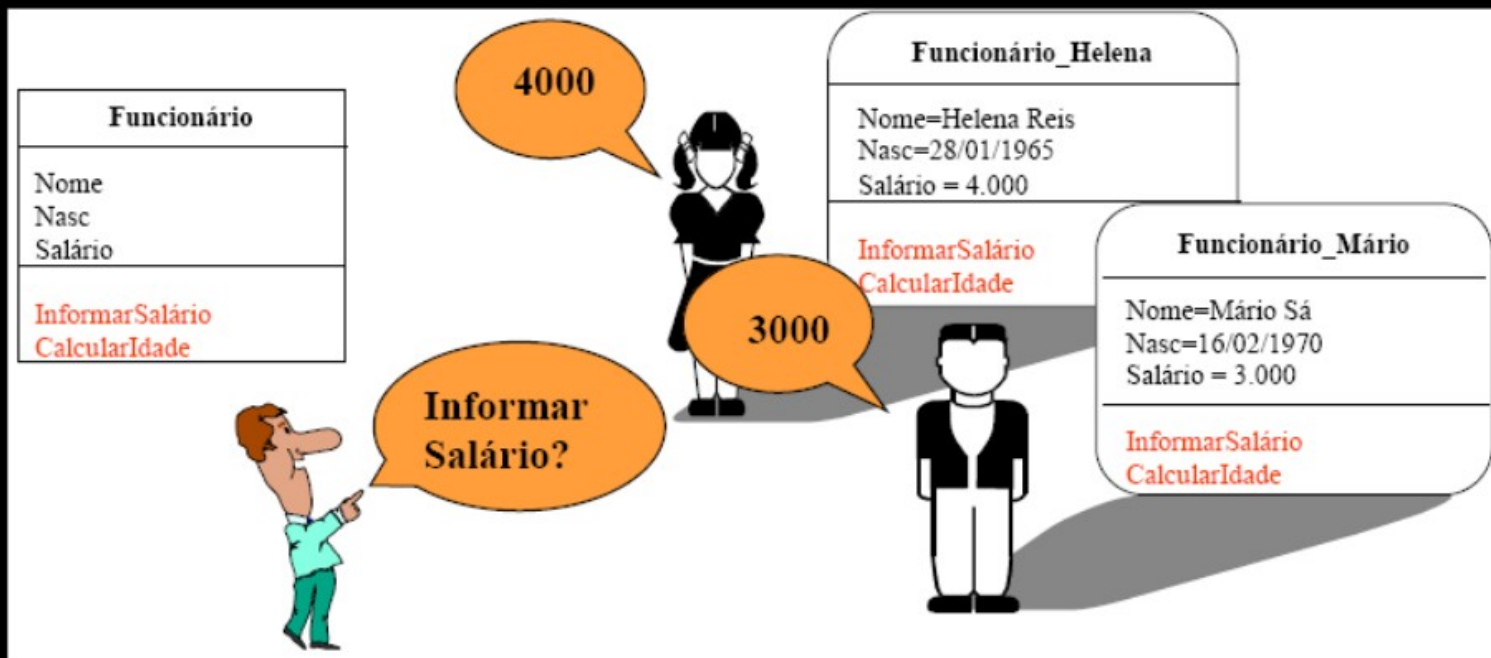 Funcionário
Nome
Nasc
Salário
InformarSalário
CalcularIdade
Informar
Salário?
4000
Funcionário_Helena
Nome=Helena Reis
Nasc=28/01/1965
Salário = 4.000
InformarSalário
CalcularIdade
3000
Funcionário_Mário
Nome=Mário Sá
Nasc=16/02/1970
Salário = 3.000
InformarSalário
CalcularIdade